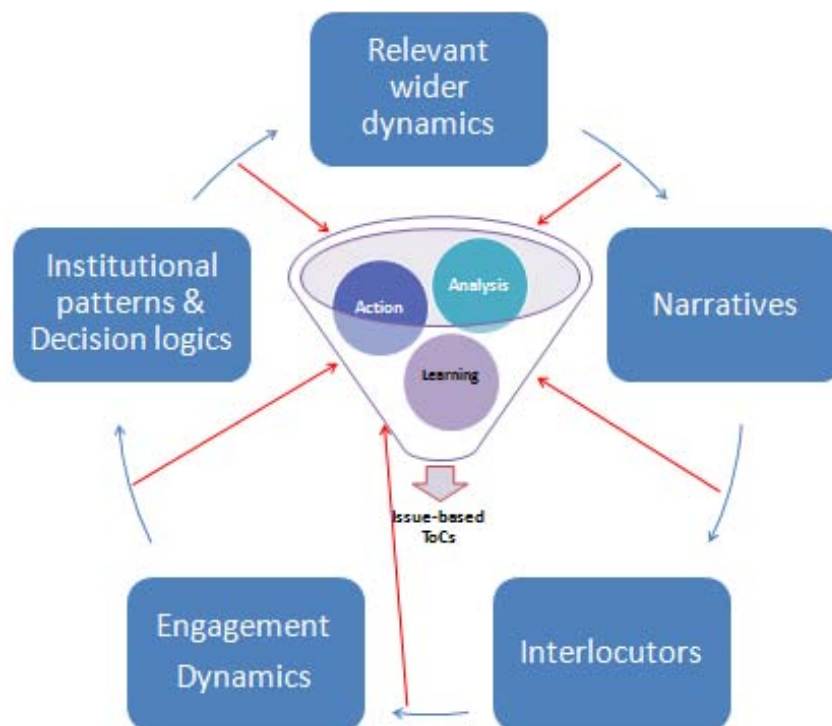 Relevant
wider
dynamics
Institutional
patterns &
Decision logics
Action
Analysis
Learning
Narratives
Issue-based
ToCs
Engagement
Dynamics
Interlocutors